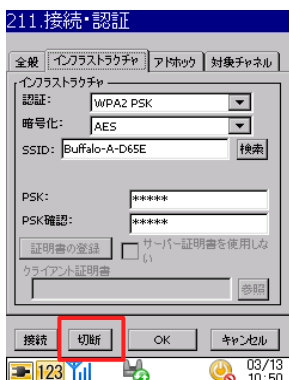 211.接続・認証
全般 インフラストラクチャ アドホック 対象チャネル
インフラストラクチャ
認証: WPA2 PSK
暗号化: AES
SSID: Buffalo-A-D65E 検索
PSK: *****
PSK確認: *****
証明書の登録 サーバー証明書を使用しな
い
クライアント証明書
参照
接続 切断 OK キャンセル
123 03/13
10:50